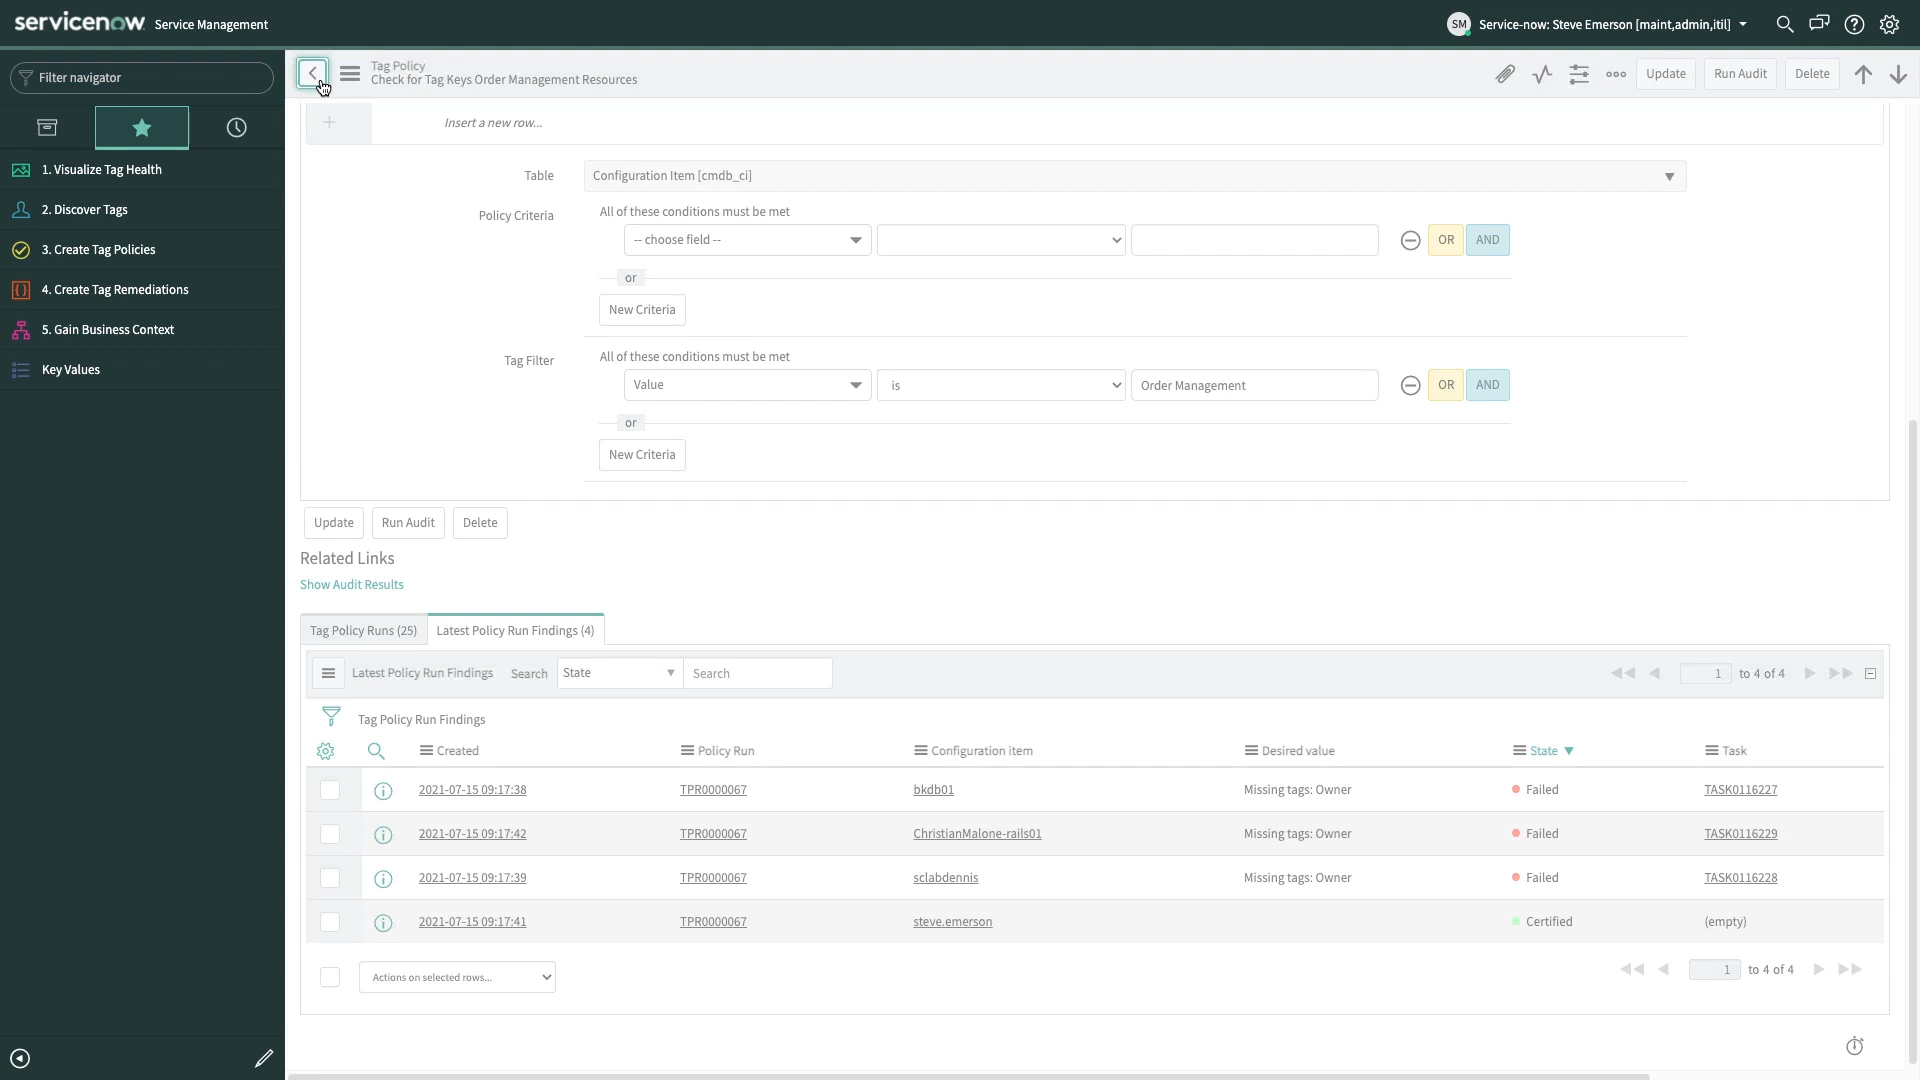 servicenow Service Management
SM Service-now: Steve Emerson [maint,admin,itil]
Filter navigator
1. Visualize Tag Health
2. Discover Tags
3. Create Tag Policies
4. Create Tag Remediations
5. Gain Business Context
Key Values
Tag Policy
Check for Tag Keys Order Management Resources
Update Run Audit Delete
Insert a new row...
Table Configuration Item [cmdb_ci]
Policy Criteria All of these conditions must be met
-- choose field -- OR AND
or
New Criteria
Tag Filter All of these conditions must be met
Value is Order Management OR AND
or
New Criteria
Update Run Audit Delete
Related Links
Show Audit Results
Tag Policy Runs (25) Latest Policy Run Findings (4)
Latest Policy Run Findings Search State Search 1 to 4 of 4
Tag Policy Run Findings
Created Policy Run Configuration item Desired value State Task
2021-07-15 09:17:38 TPR0000067 bkdb01 Missing tags: Owner Failed TASK0116227
2021-07-15 09:17:42 TPR0000067 ChristianMalone-rails01 Missing tags: Owner Failed TASK0116229
2021-07-15 09:17:39 TPR0000067 sclabdennis Missing tags: Owner Failed TASK0116228
2021-07-15 09:17:41 TPR0000067 steve.emerson Certified (empty)
Actions on selected rows... 1 to 4 of 4